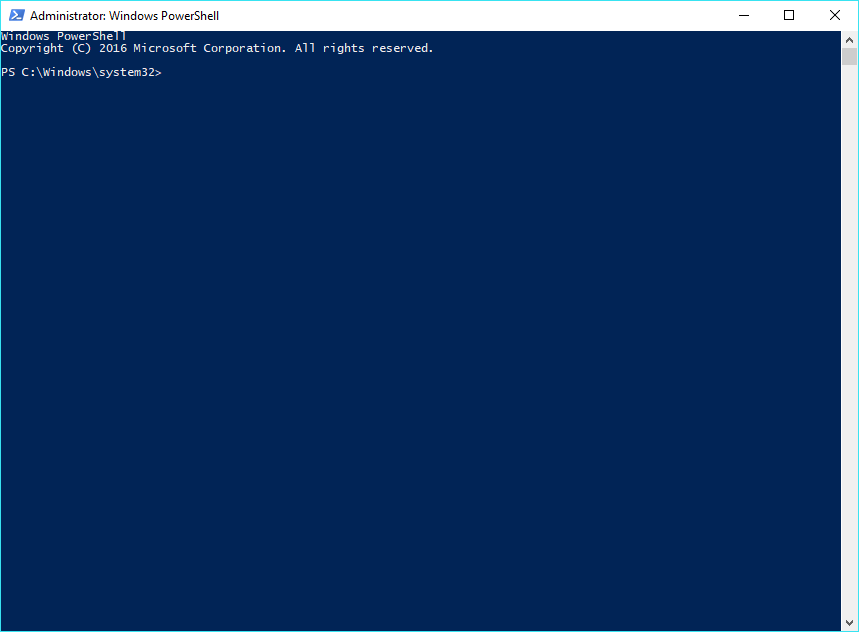 Administrator: Windows PowerShell
Windows PowerShell
Copyright (C) 2016 Microsoft Corporation. All rights reserved.
PS C:\Windows\system32>